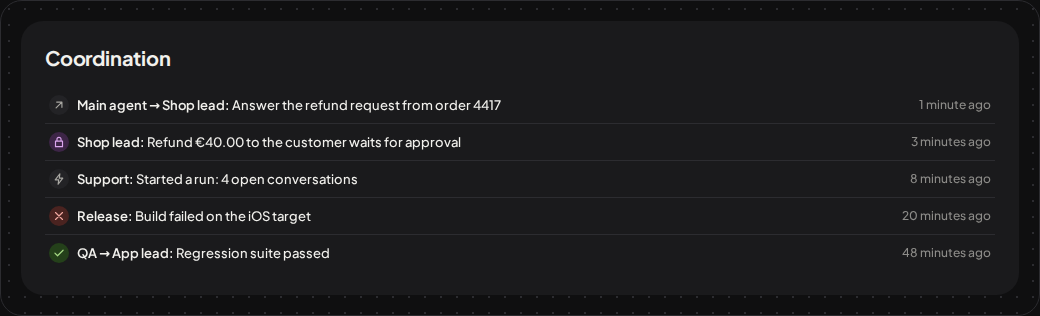 Coordination
Main agent → Shop lead: Answer the refund request from order 4417 1 minute ago
Shop lead: Refund €40.00 to the customer waits for approval 3 minutes ago
Support: Started a run: 4 open conversations 8 minutes ago
Release: Build failed on the iOS target 20 minutes ago
QA → App lead: Regression suite passed 48 minutes ago